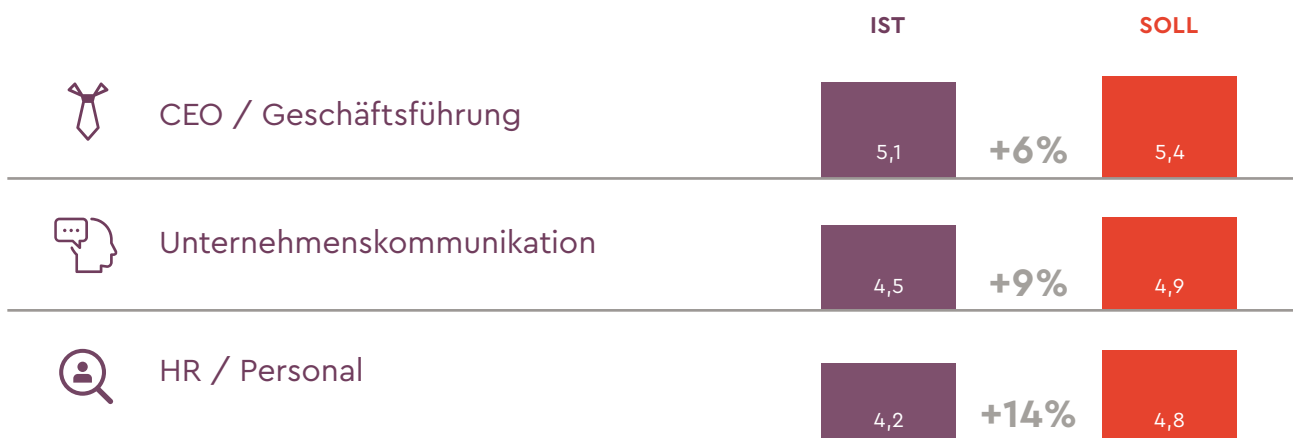 IST SOLL
CEO / Geschäftsführung
5,1 +6% 5,4
Unternehmenskommunikation
4,5 +9% 4,9
HR / Personal
4,2 +14% 4,8